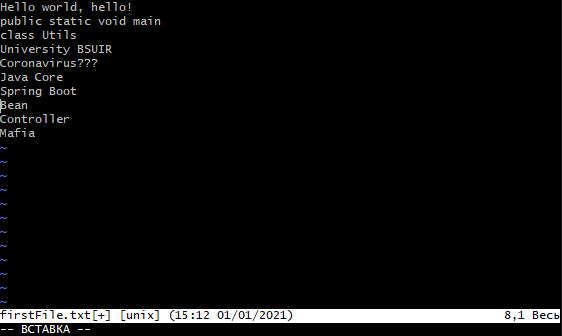 Hello world, hello!
public static void main
class Utils
University BSUIR
Coronavirus???
Java Core
Spring Boot
Bean
Controller
Mafia
~
~
~
~
~
~
~
~
~
~
~
~
firstFile.txt[+] [unix] (15:12 01/01/2021) 8,1 Весь
-- ВСТАВКА --